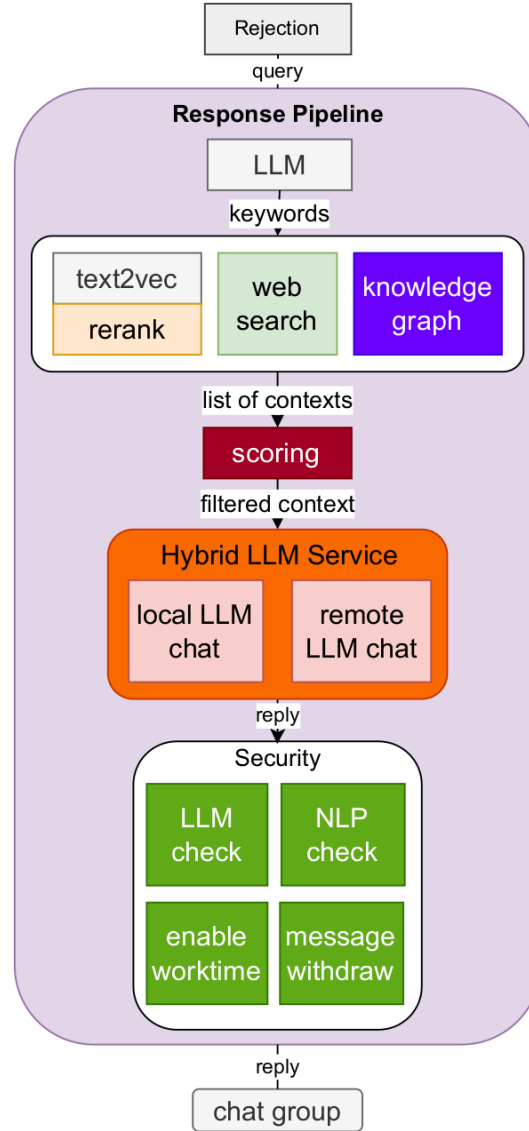 Rejection
query
Response Pipeline
LLM
keywords
text2vec
rerank
web
search
knowledge
graph
list of contexts
scoring
filtered context
Hybrid LLM Service
local LLM
chat
remote
LLM chat
reply
Security
LLM
check
NLP
check
enable
worktime
message
withdraw
reply
chat group